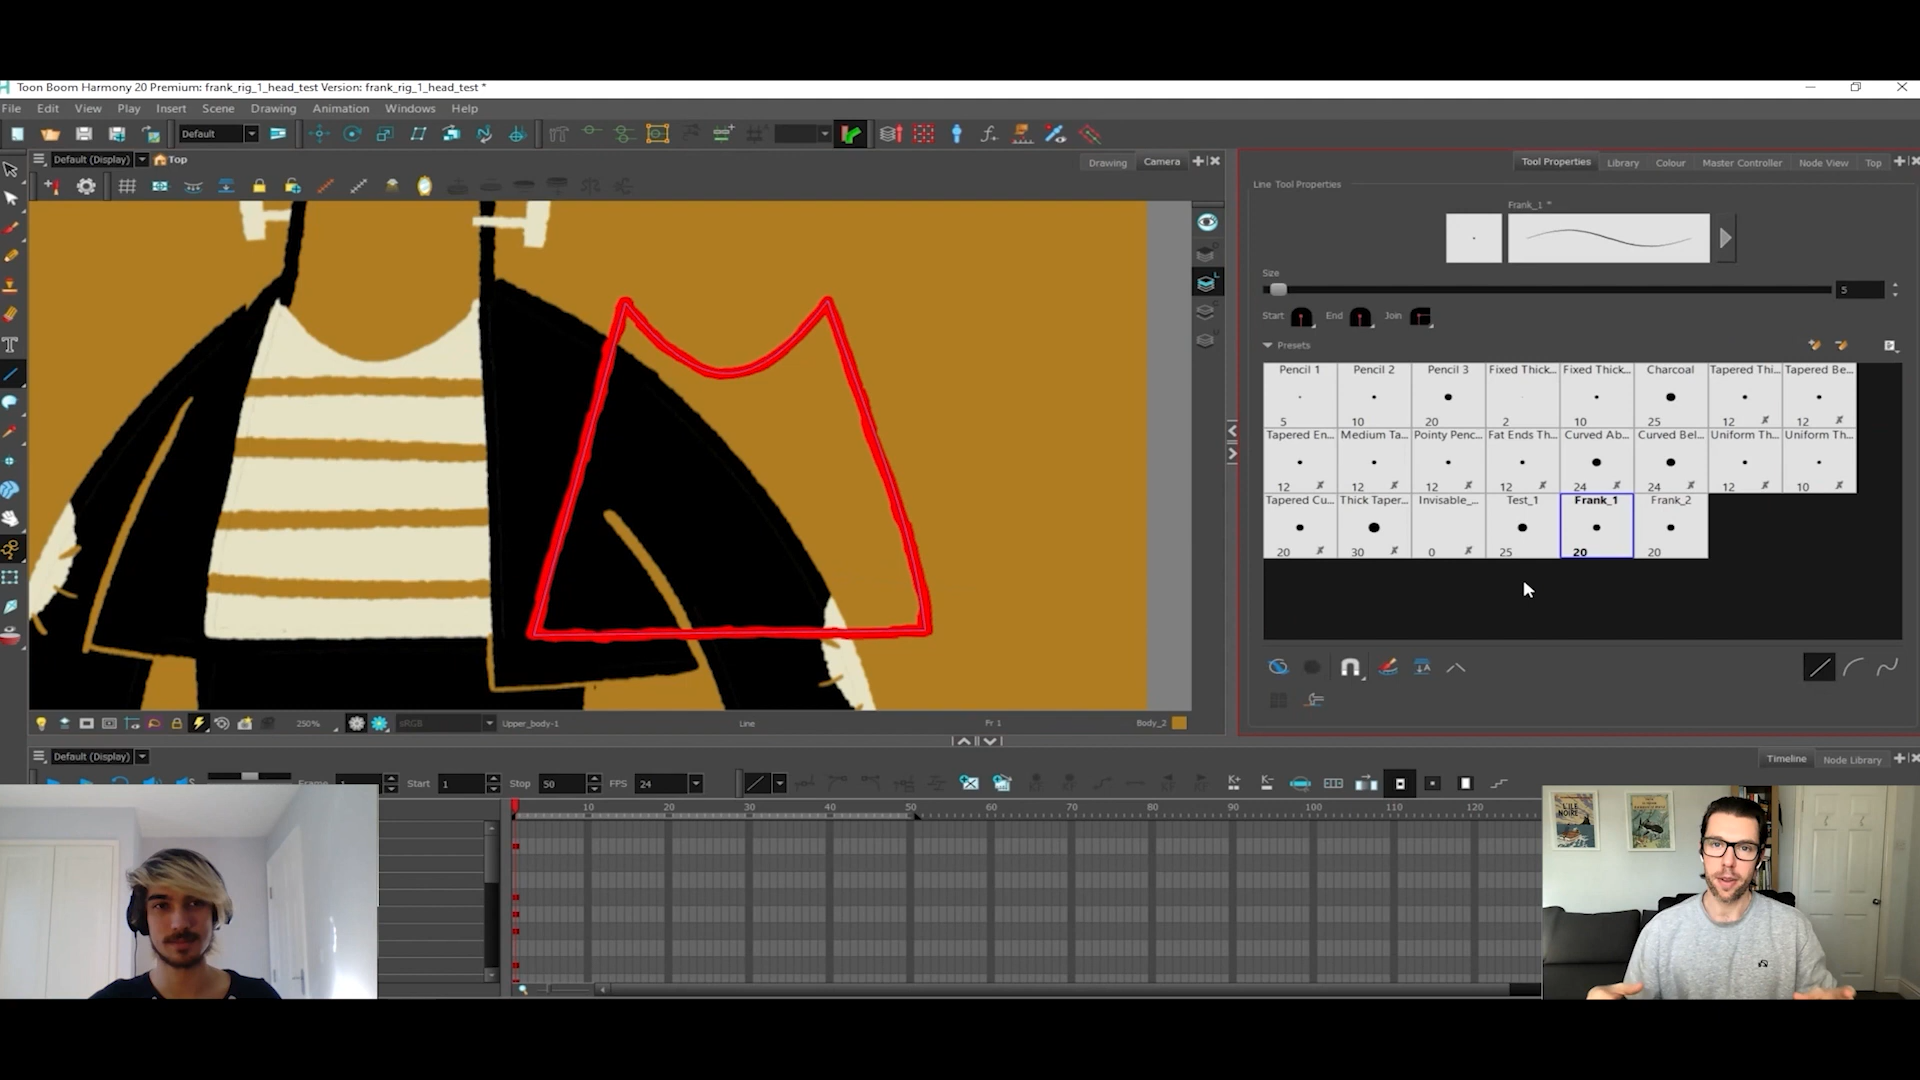 Toon Boom Harmony 20 Premium: frank_rig_1_head_test Version: frank_rig_1_head_test *
File Edit View Play Insert Scene Drawing Animation Windows Help
Default
Default (Display) Top
Drawing Camera
Tool Properties Library Colour Master Controller Node View Top
Line Tool Properties
Frank_1 *
Size
5
Start End Join
Presets
Pencil 1 Pencil 2 Pencil 3 Fixed Thick... Fixed Thick... Charcoal Tapered Thi... Tapered Be...
5 10 20 2 10 25 12 12
Tapered En... Medium Ta... Pointy Penc... Fat Ends Th... Curved Ab... Curved Bel... Uniform Th... Uniform Th...
12 12 12 12 24 24 12 10
Tapered Cu... Thick Taper... Invisable_... Test_1 Frank_1 Frank_2
20 30 0 25 20 20
250% sRGB Upper_body-1 Line Fr 1 Body_2
Default (Display)
Timeline Node Library
Frame 1 Start 1 Stop 50 FPS 24
10 20 30 40 50 60 70 80 90 100 110 120
L'ILE
NOIRE